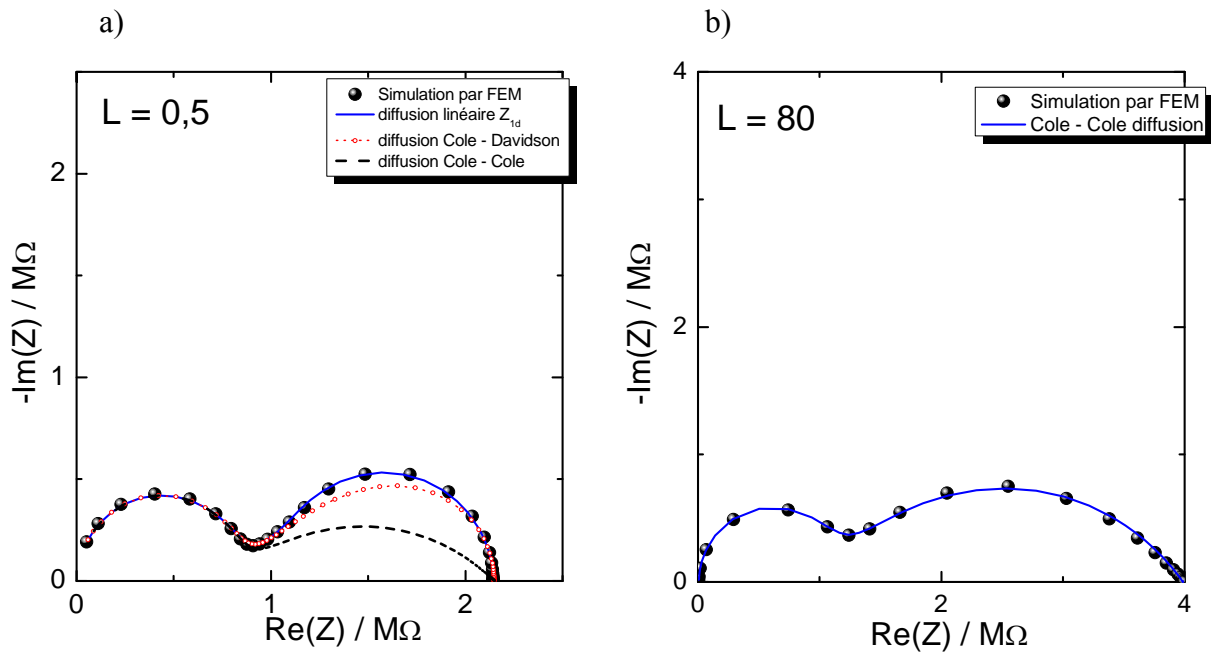 a)
L = 0,5
Simulation par FEM
diffusion linéaire Z1d
diffusion Cole - Davidson
diffusion Cole - Cole
2
1
0
-Im(Z) / MΩ
0 1 2
Re(Z) / MΩ
b)
L = 80
Simulation par FEM
Cole - Cole diffusion
4
2
0
-Im(Z) / MΩ
0 2 4
Re(Z) / MΩ